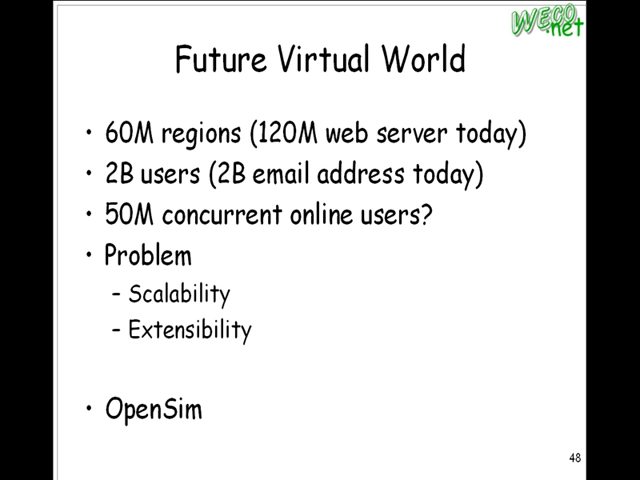 WECO
.net
Future Virtual World
• 60M regions (120M web server today)
• 2B users (2B email address today)
• 50M concurrent online users?
• Problem
– Scalability
– Extensibility
• OpenSim
48